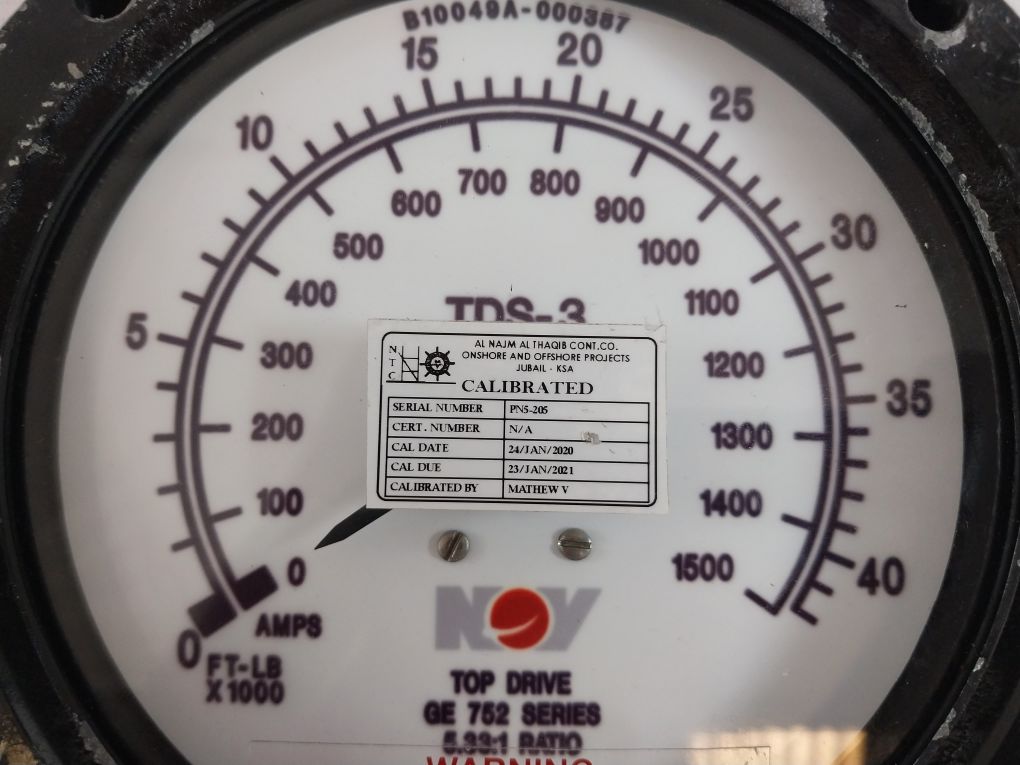 B10049A-000387
0
5
10
15
20
25
30
35
40
0
100
200
300
400
500
600
700
800
900
1000
1100
1200
1300
1400
1500
AMPS
FT-LB
X1000
TDS-3
NTC
AL NAJM AL THAQIB CONT.CO.
ONSHORE AND OFFSHORE PROJECTS
JUBAIL - KSA
CALIBRATED
SERIAL NUMBER PN5-205
CERT. NUMBER N/A
CAL DATE 24/JAN/2020
CAL DUE 23/JAN/2021
CALIBRATED BY MATHEW V
NOV
TOP DRIVE
GE 752 SERIES
5.33:1 RATIO
WARNING